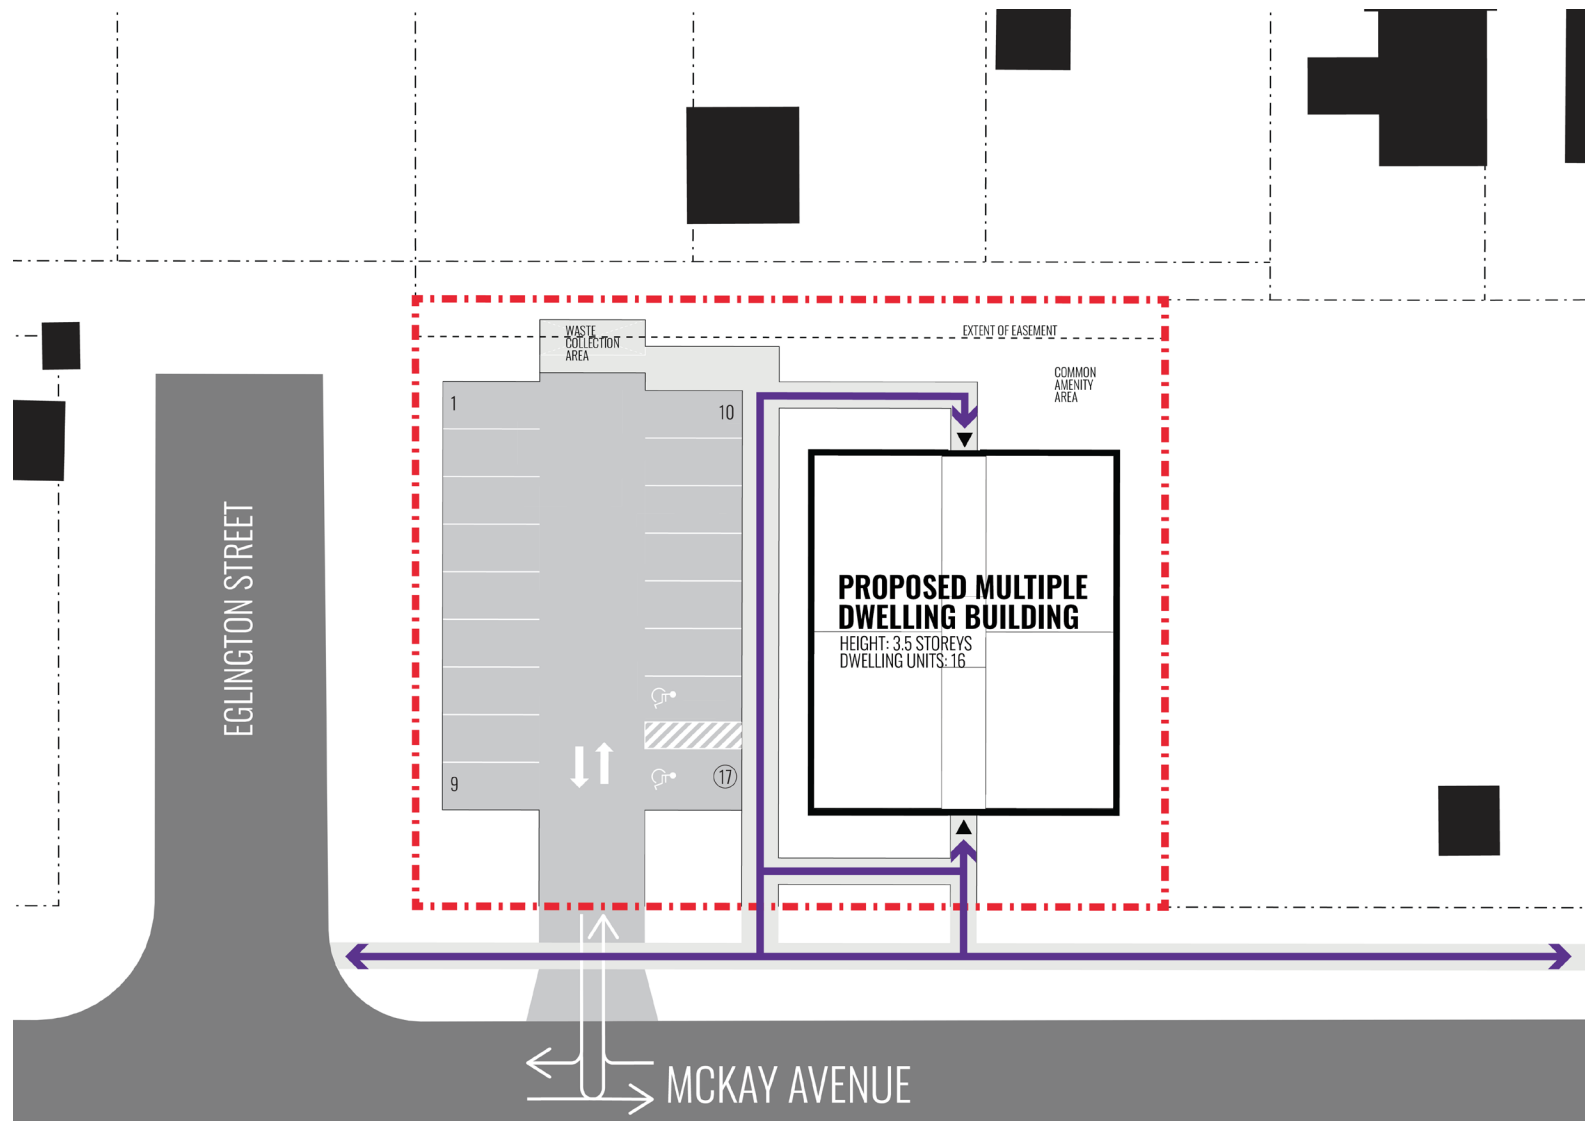 WASTE
COLLECTION
AREA
EXTENT OF EASEMENT
COMMON
AMENITY
AREA
1
10
EGLINGTON STREET
PROPOSED MULTIPLE
DWELLING BUILDING
HEIGHT: 3.5 STOREYS
DWELLING UNITS: 16
9
17
MCKAY AVENUE